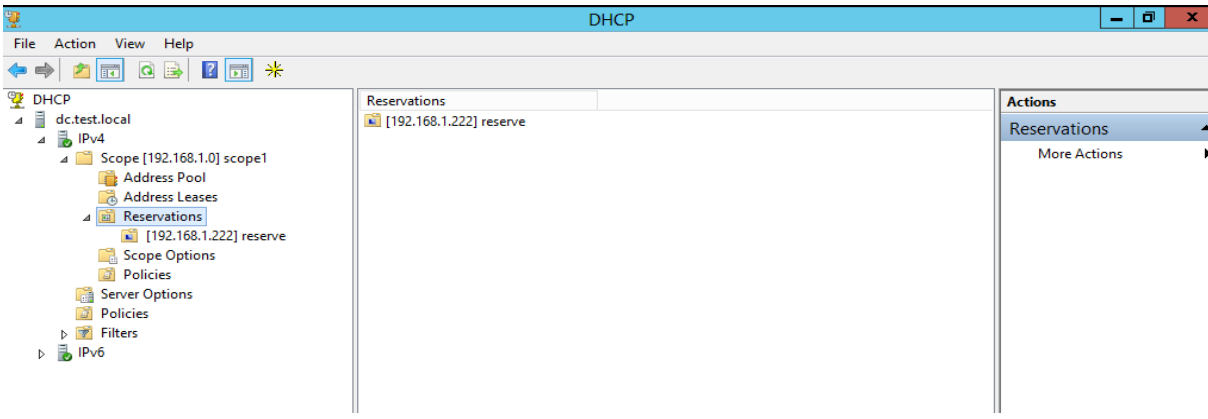 DHCP
File Action View Help
DHCP
dc.test.local
IPv4
Scope [192.168.1.0] scope1
Address Pool
Address Leases
Reservations
[192.168.1.222] reserve
Scope Options
Policies
Server Options
Policies
Filters
IPv6
Reservations
[192.168.1.222] reserve
Actions
Reservations
More Actions